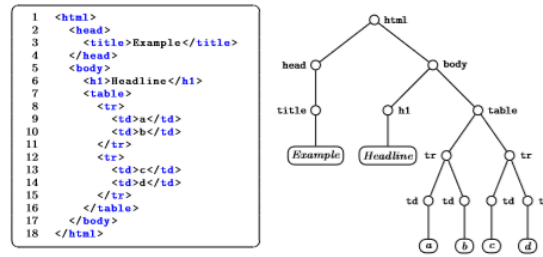 1 <html>
2 <head>
3 <title>Example</title>
4 </head>
5 <body>
6 <h1>Headline</h1>
7 <table>
8 <tr>
9 <td>a</td>
10 <td>b</td>
11 </tr>
12 <tr>
13 <td>c</td>
14 <td>d</td>
15 </tr>
16 </table>
17 </body>
18 </html>
html
head body
title h1 table
Example Headline tr tr
td td td t
a b c d